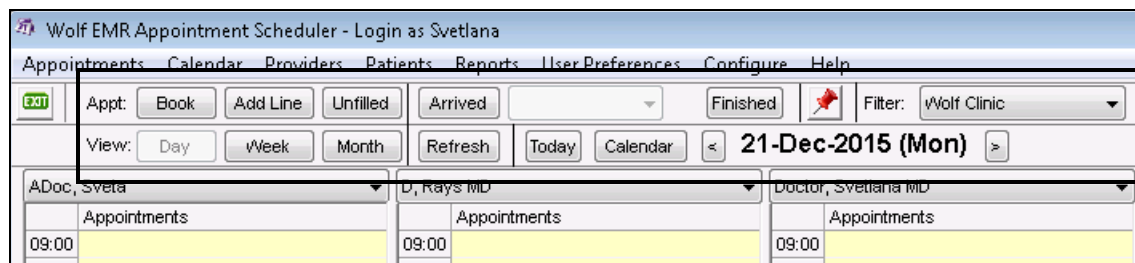 Wolf EMR Appointment Scheduler - Login as Svetlana
Appointments Calendar Providers Patients Reports User Preferences Configure Help
EXIT Appt: Book Add Line Unfilled Arrived Finished Filter: Wolf Clinic
View: Day Week Month Refresh Today Calendar < 21-Dec-2015 (Mon) >
ADoc, Sveta D, Rays MD Doctor, Svetlana MD
Appointments Appointments Appointments
09:00 09:00 09:00